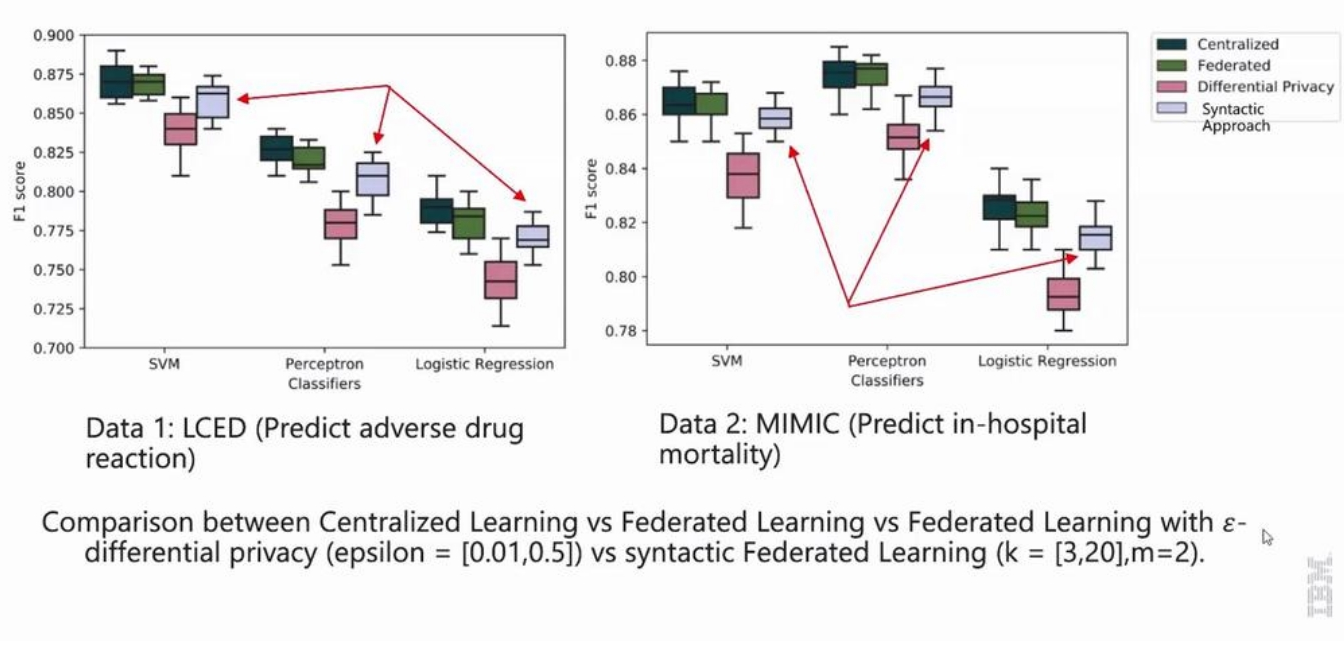 0.900
0.875
0.850
0.825
0.800
0.775
0.750
0.725
0.700
F1 score
SVM
Perceptron
Logistic Regression
Classifiers
0.88
0.86
0.84
0.82
0.80
0.78
F1 score
SVM
Perceptron
Logistic Regression
Classifiers
Centralized
Federated
Differential Privacy
Syntactic
Approach
Data 1: LCED (Predict adverse drug
reaction)
Data 2: MIMIC (Predict in-hospital
mortality)
Comparison between Centralized Learning vs Federated Learning vs Federated Learning with ε-
differential privacy (epsilon = [0.01,0.5]) vs syntactic Federated Learning (k = [3,20],m=2).
IBM